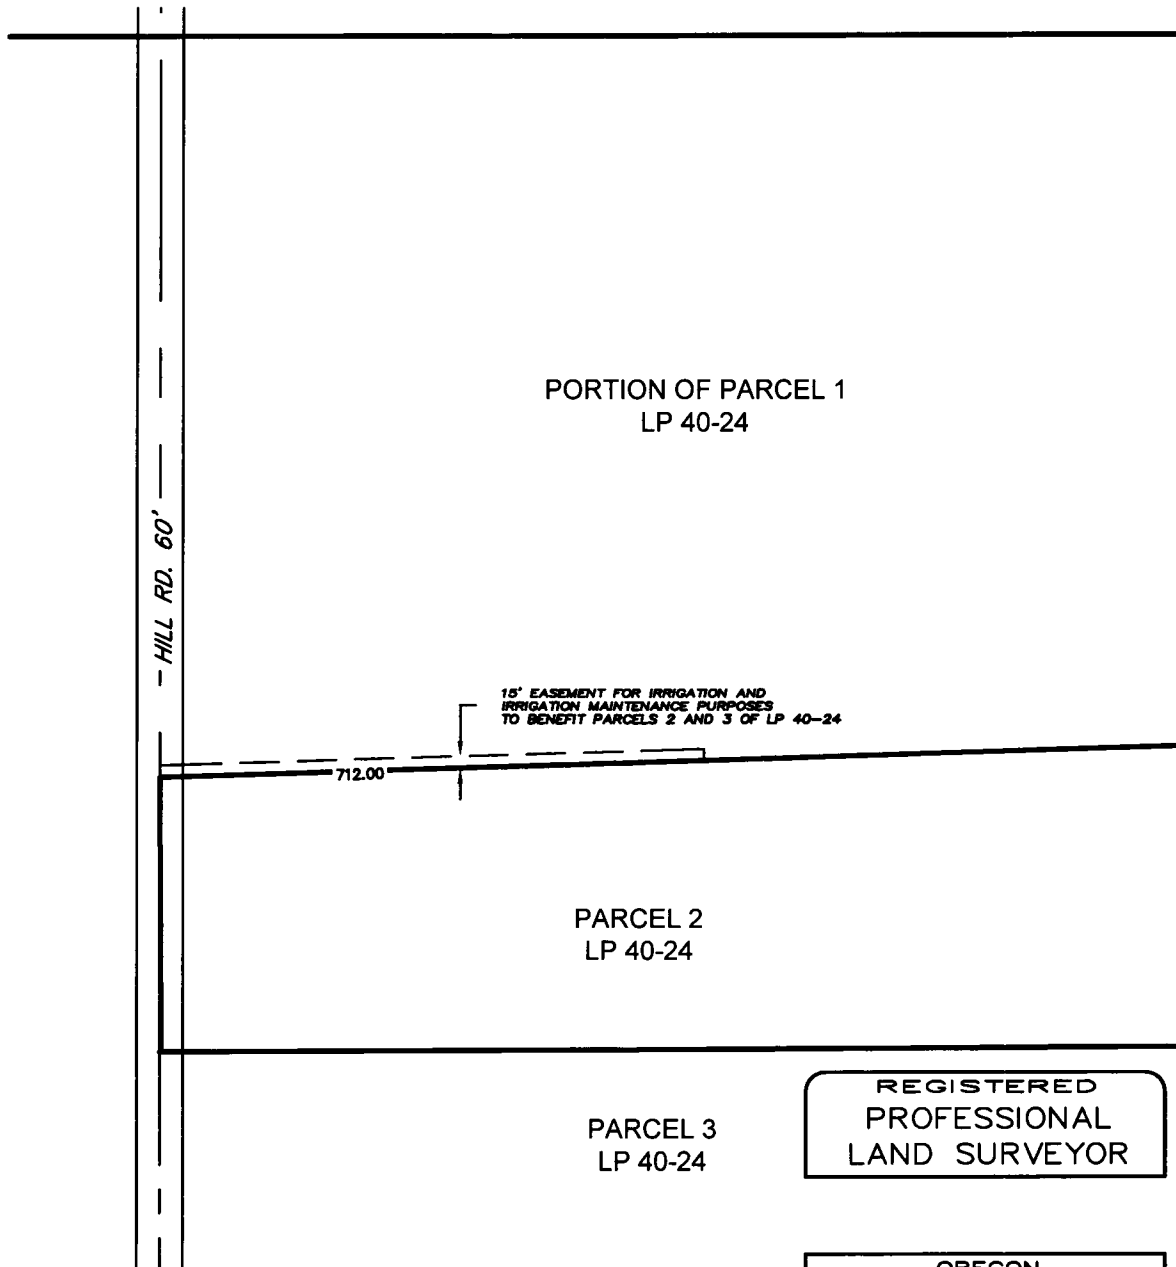 PORTION OF PARCEL 1
LP 40-24
HILL RD. 60'
15' EASEMENT FOR IRRIGATION AND
IRRIGATION MAINTENANCE PURPOSES
TO BENEFIT PARCELS 2 AND 3 OF LP 40-24
712.00
PARCEL 2
LP 40-24
PARCEL 3
LP 40-24
REGISTERED
PROFESSIONAL
LAND SURVEYOR
OREGON